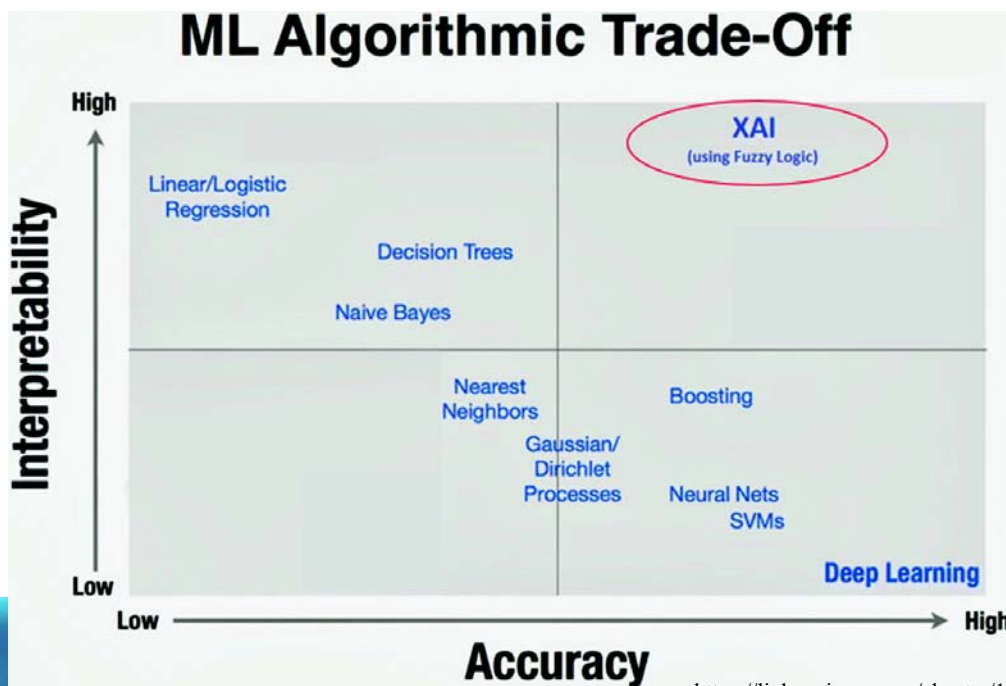 ML Algorithmic Trade-Off
High
XAI
(using Fuzzy Logic)
Linear/Logistic
Regression
Decision Trees
Naive Bayes
Interpretability
Nearest
Neighbors
Boosting
Gaussian/
Dirichlet
Processes
Neural Nets
SVMs
Deep Learning
Low
Low
High
Accuracy